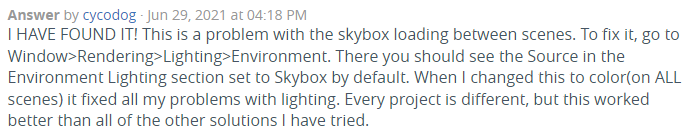 Answer by cycodog · Jun 29, 2021 at 04:18 PM
I HAVE FOUND IT! This is a problem with the skybox loading between scenes. To fix it, go to
Window>Rendering>Lighting>Environment. There you should see the Source in the
Environment Lighting section set to Skybox by default. When I changed this to color(on ALL
scenes) it fixed all my problems with lighting. Every project is different, but this worked
better than all of the other solutions I have tried.